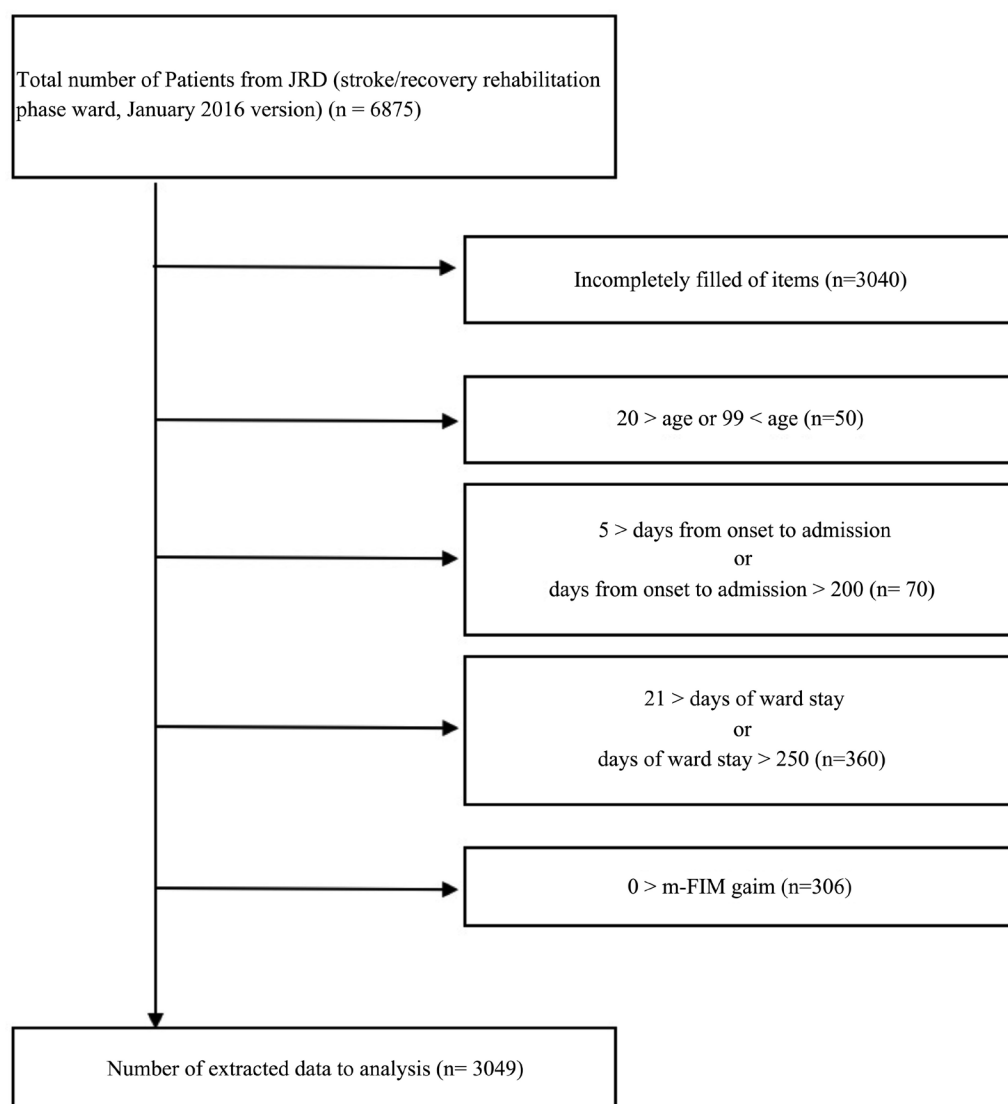 Total number of Patients from JRD (stroke/recovery rehabilitation
phase ward, January 2016 version) (n = 6875)
Incompletely filled of items (n=3040)
20 > age or 99 < age (n=50)
5 > days from onset to admission
or
days from onset to admission > 200 (n= 70)
21 > days of ward stay
or
days of ward stay > 250 (n=360)
0 > m-FIM gaim (n=306)
Number of extracted data to analysis (n= 3049)